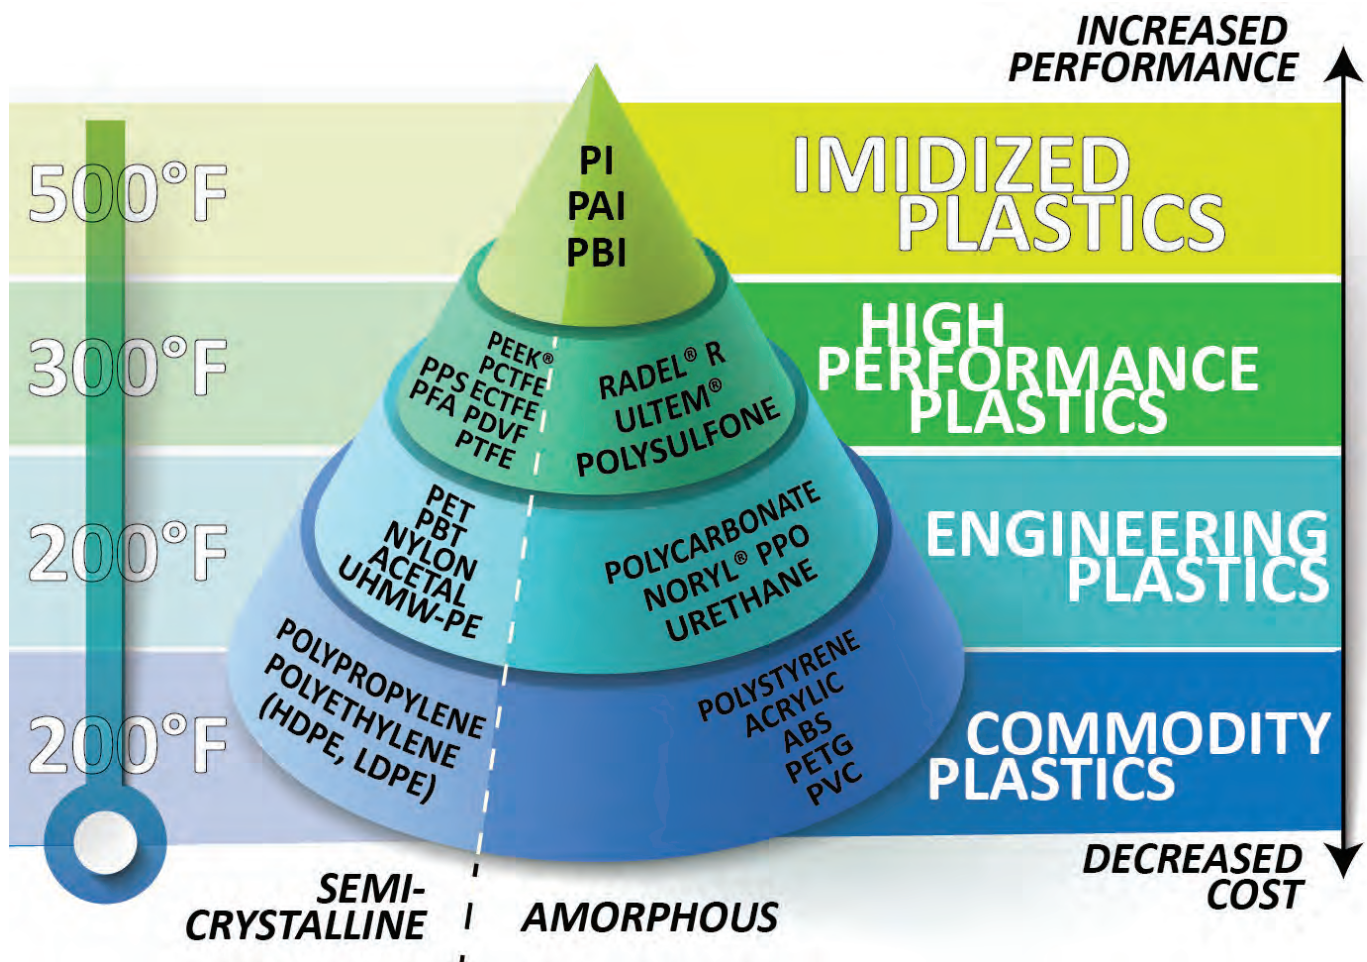 INCREASED
PERFORMANCE
500°F
PI
PAI
PBI
IMIDIZED
PLASTICS
300°F
PEEK®
PCTFE
PPS ECTFE
PFA PDVF
PTFE
RADEL® R
ULTEM®
POLYSULFONE
HIGH
PERFORMANCE
PLASTICS
200°F
PET
PBT
NYLON
ACETAL
UHMW-PE
POLYCARBONATE
NORYL® PPO
URETHANE
ENGINEERING
PLASTICS
200°F
POLYPROPYLENE
POLYETHYLENE
(HDPE, LDPE)
POLYSTYRENE
ACRYLIC
ABS
PETG
PVC
COMMODITY
PLASTICS
DECREASED
COST
SEMI-
CRYSTALLINE
AMORPHOUS